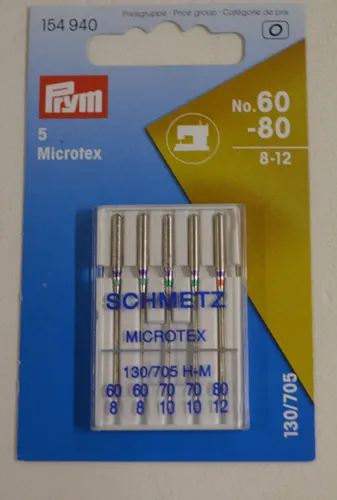 154 940
Preisgruppe - Price group - Catégorie de prix
O
Prym
5
Microtex
No. 60
-80
8-12
SCHMETZ
MICROTEX
130/705 H-M
60 60 70 70 80
8 8 10 10 12
130/705